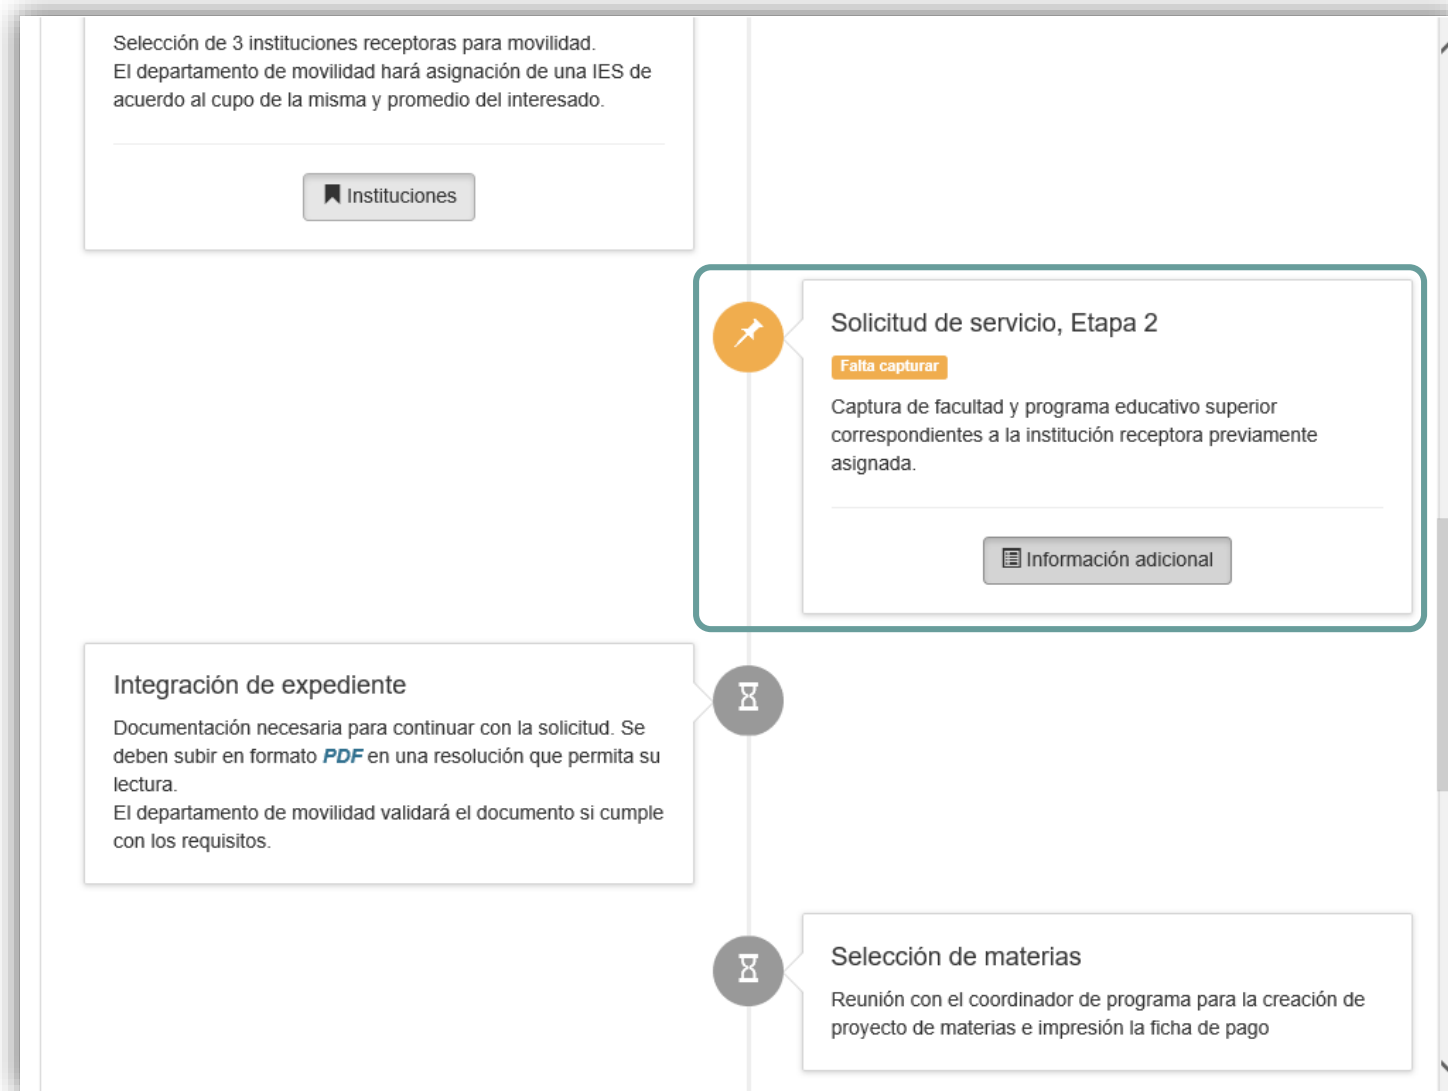 Selección de 3 instituciones receptoras para movilidad.
El departamento de movilidad hará asignación de una IES de
acuerdo al cupo de la misma y promedio del interesado.
Instituciones
Solicitud de servicio, Etapa 2
Falta capturar
Captura de facultad y programa educativo superior
correspondientes a la institución receptora previamente
asignada.
Información adicional
Integración de expediente
Documentación necesaria para continuar con la solicitud. Se
deben subir en formato PDF en una resolución que permita su
lectura.
El departamento de movilidad validará el documento si cumple
con los requisitos.
Selección de materias
Reunión con el coordinador de programa para la creación de
proyecto de materias e impresión la ficha de pago